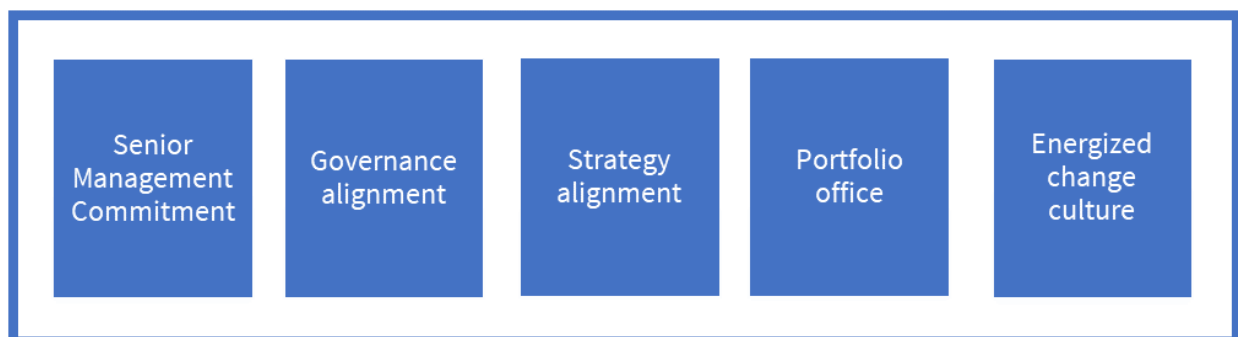 Senior
Management
Commitment
Governance
alignment
Strategy
alignment
Portfolio
office
Energized
change
culture